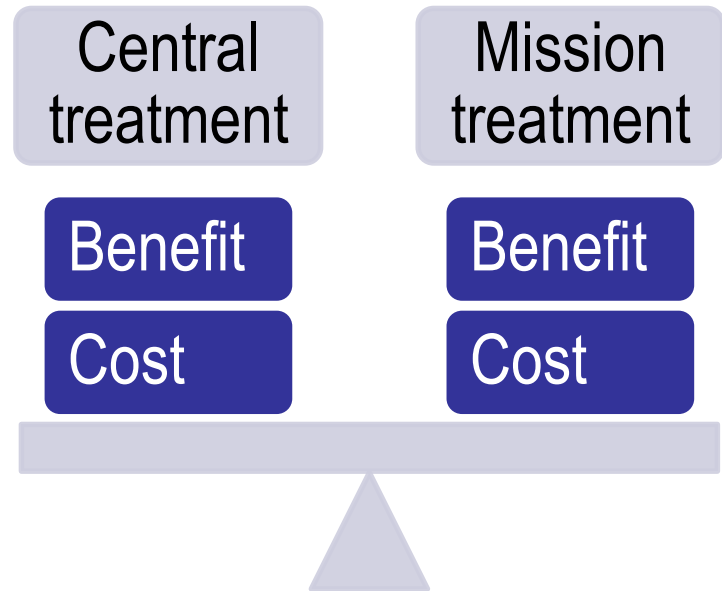 Central
treatment
Mission
treatment
Benefit
Cost
Benefit
Cost